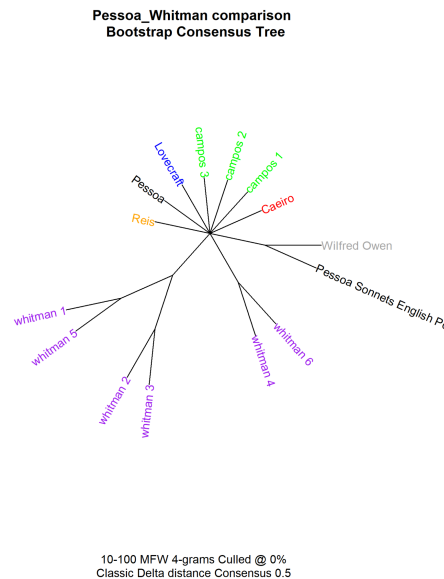 Pessoa_Whitman comparison
Bootstrap Consensus Tree
campos 3
campos 2
Lovecraft
campos 1
Pessoa
Caeiro
Reis
Wilfred Owen
Pessoa Sonnets English Po
whitman 1
whitman 5
whitman 6
whitman 4
whitman 2
whitman 3
10-100 MFW 4-grams Culled @ 0%
Classic Delta distance Consensus 0.5